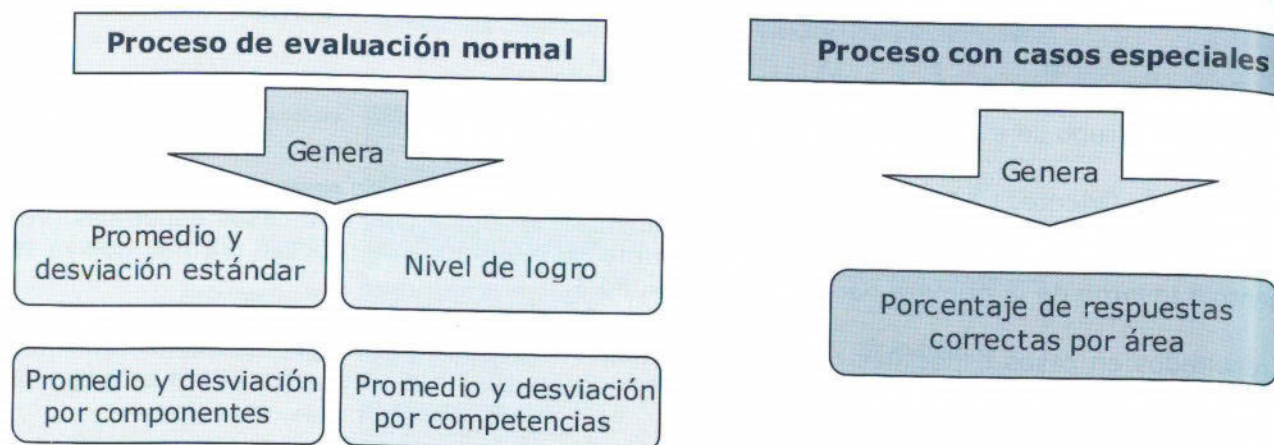 Proceso de evaluación normal
Genera
Promedio y
desviación estándar
Nivel de logro
Promedio y desviación
por componentes
Promedio y desviación
por competencias
Proceso con casos especiales
Genera
Porcentaje de respuestas
correctas por área